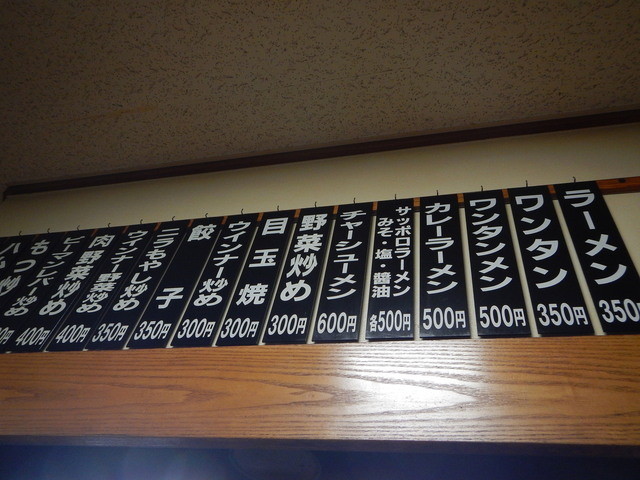 ラーメン
350
ワンタン
350円
ワンタンメン
500円
カレーラーメン
500円
サッポロラーメン
みそ・塩・醤油
各500円
チャーシューメン
600円
野菜炒め
300円
目玉焼
300円
ウィンナー炒め
300円
餃子
350円
ニラもやし炒め
350円
ウィンナー野菜炒め
400円
肉野菜炒め
400円